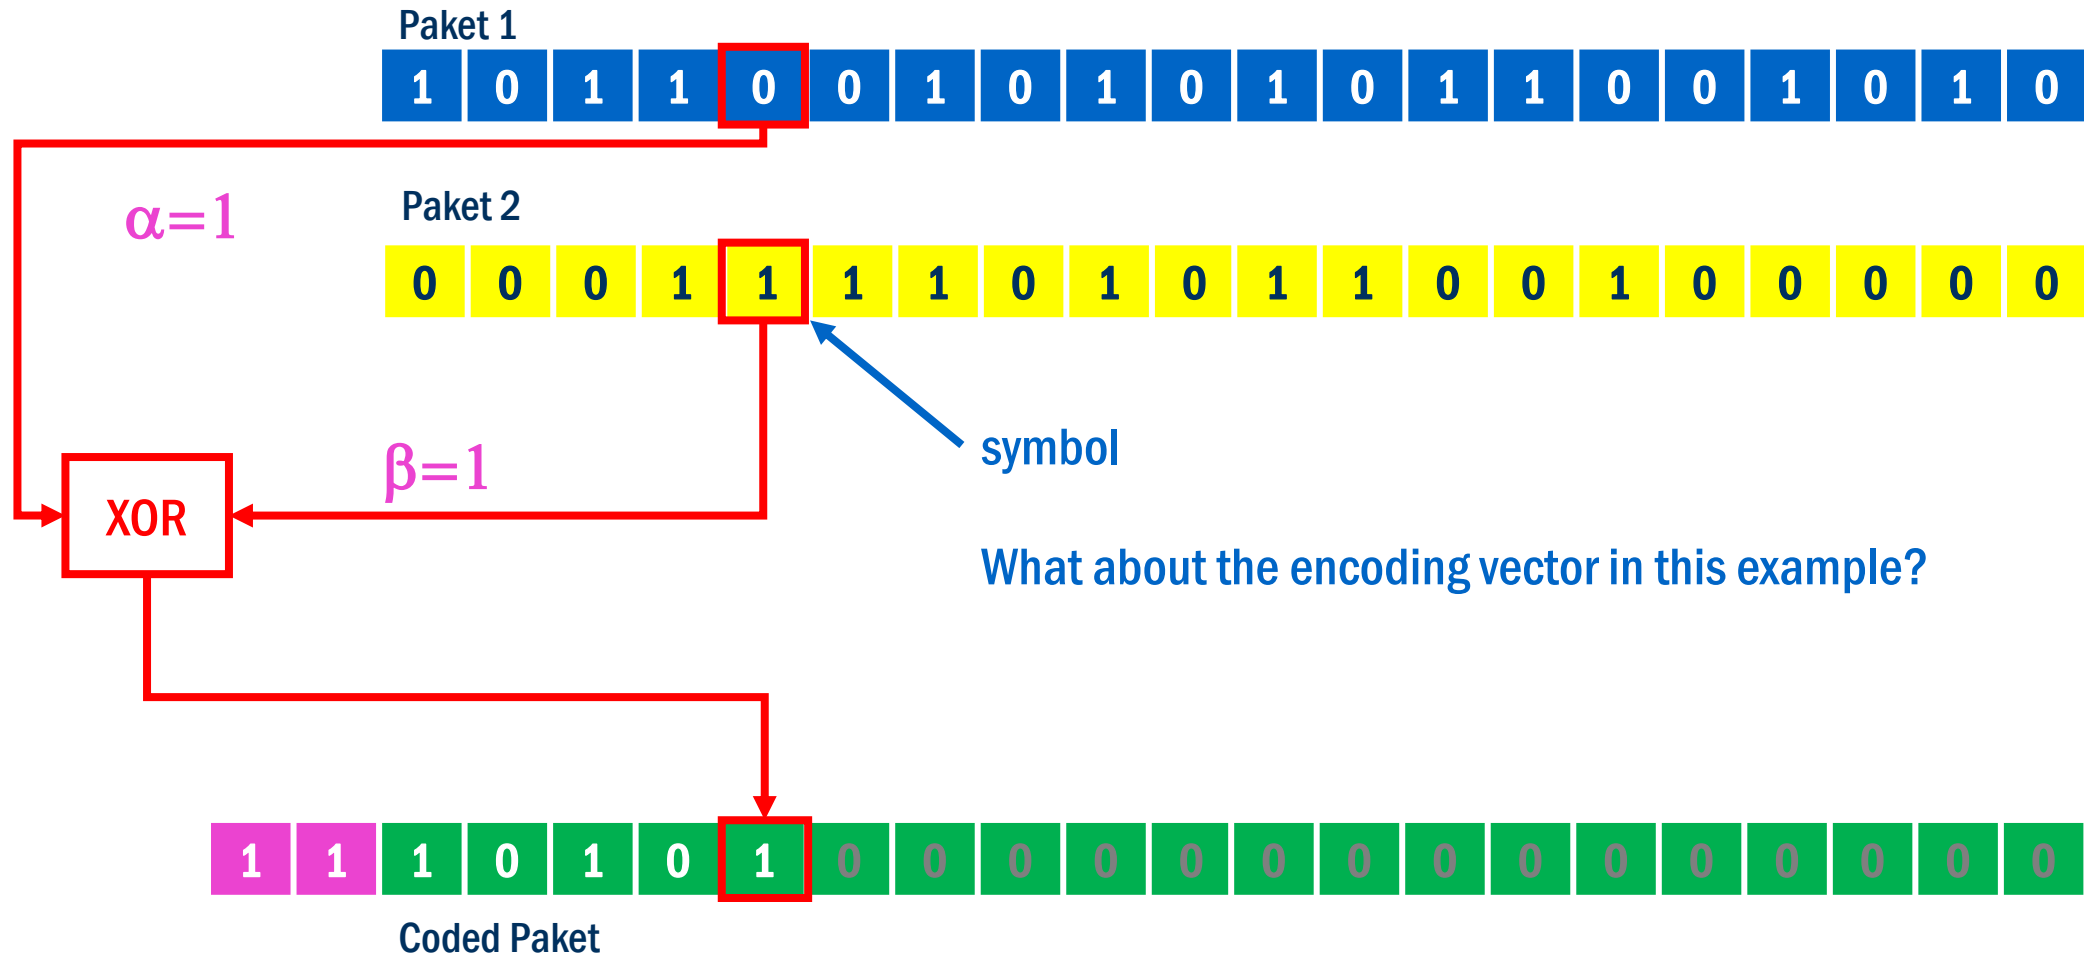 Paket 1
1 0 1 1 0 0 1 0 1 0 1 0 1 1 0 0 1 0 1 0
α=1
Paket 2
0 0 0 1 1 1 1 0 1 0 1 1 0 0 1 0 0 0 0 0
symbol
β=1
XOR
What about the encoding vector in this example?
1 1 1 0 1 0 1 0 0 0 0 0 0 0 0 0 0 0 0 0 0 0
Coded Paket